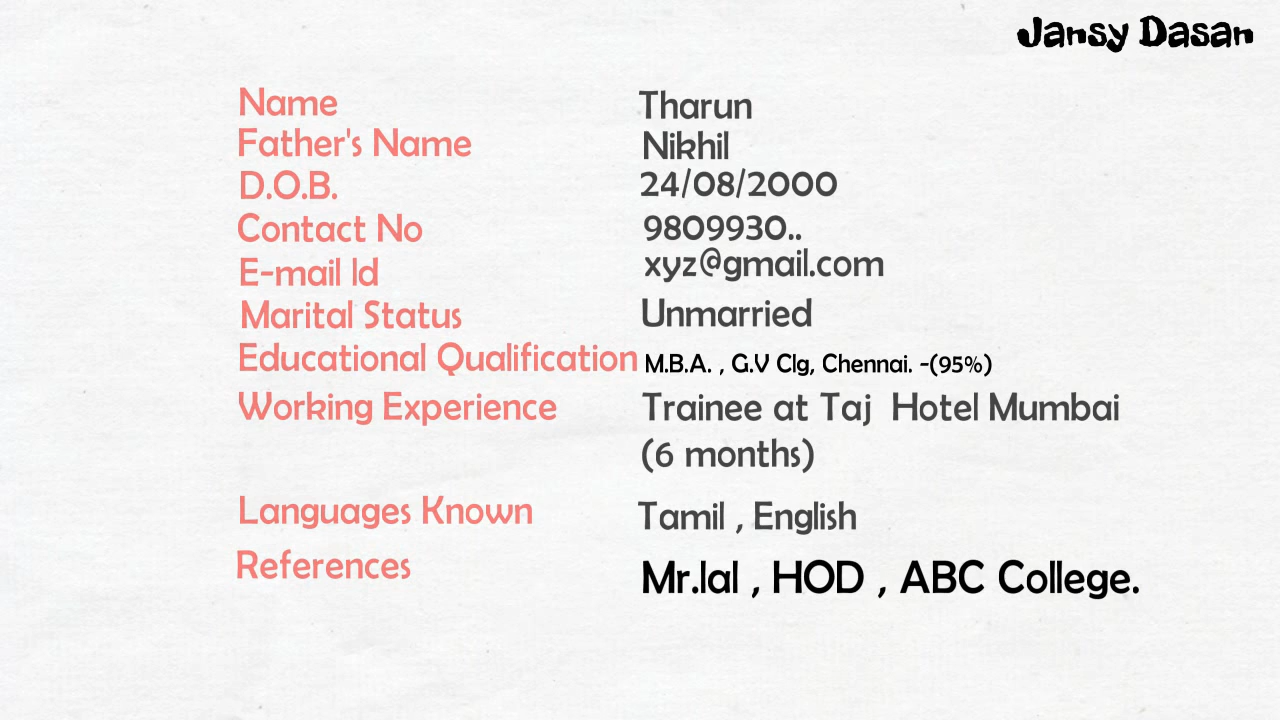 Jansy Dasan
Name Tharun
Father's Name Nikhil
D.O.B. 24/08/2000
Contact No 9809930..
E-mail Id xyz@gmail.com
Marital Status Unmarried
Educational Qualification M.B.A. , G.V Clg, Chennai. -(95%)
Working Experience Trainee at Taj Hotel Mumbai
(6 months)
Languages Known Tamil , English
References Mr.lal , HOD , ABC College.